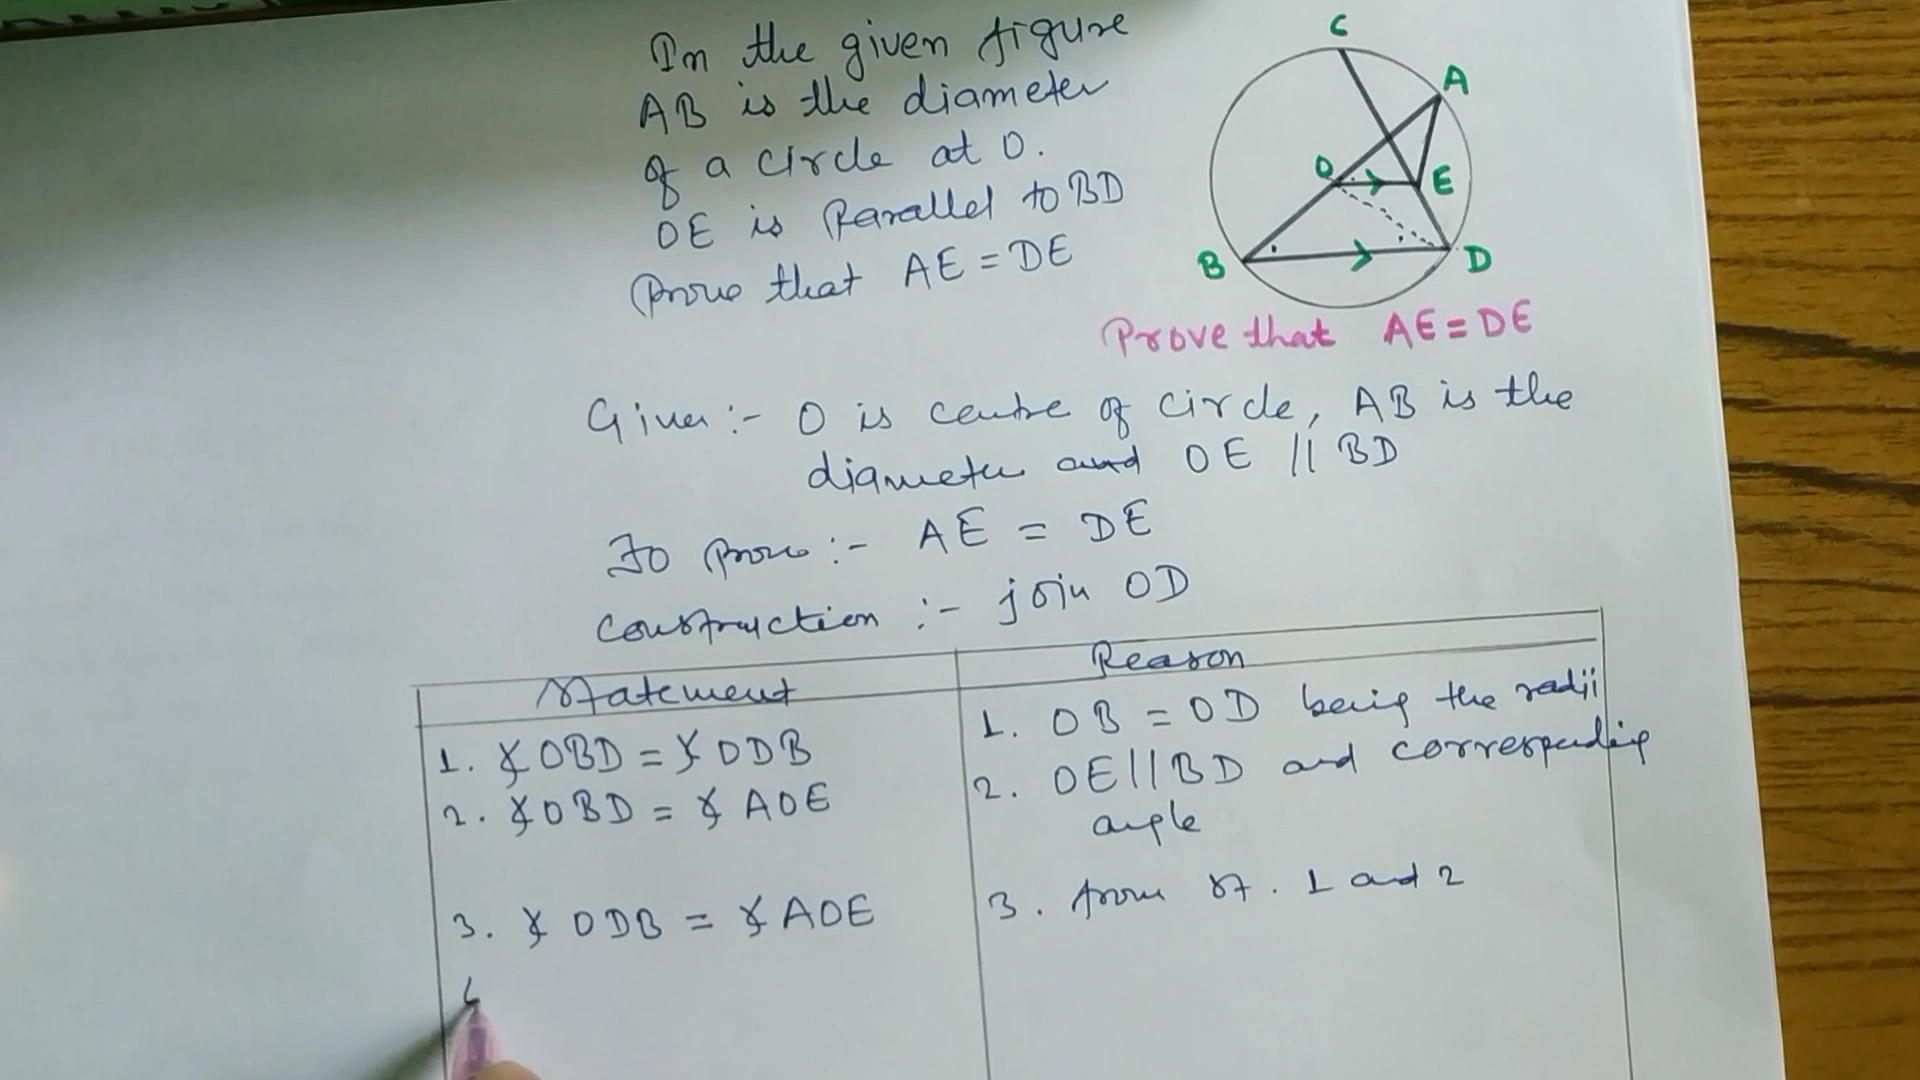 In the given figure
AB is the diameter
of a circle at O.
OE is Parallel to BD
Prove that AE = DE
C
A
O
E
B
D
Prove that AE = DE
Given :- O is centre of circle, AB is the
diameter and OE // BD
To prove :- AE = DE
Construction :- join OD
Statement
Reason
1. ∡OBD = ∡ODB
1. OB = OD being the radii
2. ∡OBD = ∡AOE
2. OE//BD and corresponding
angle
3. ∡ODB = ∡AOE
3. from st. 1 and 2